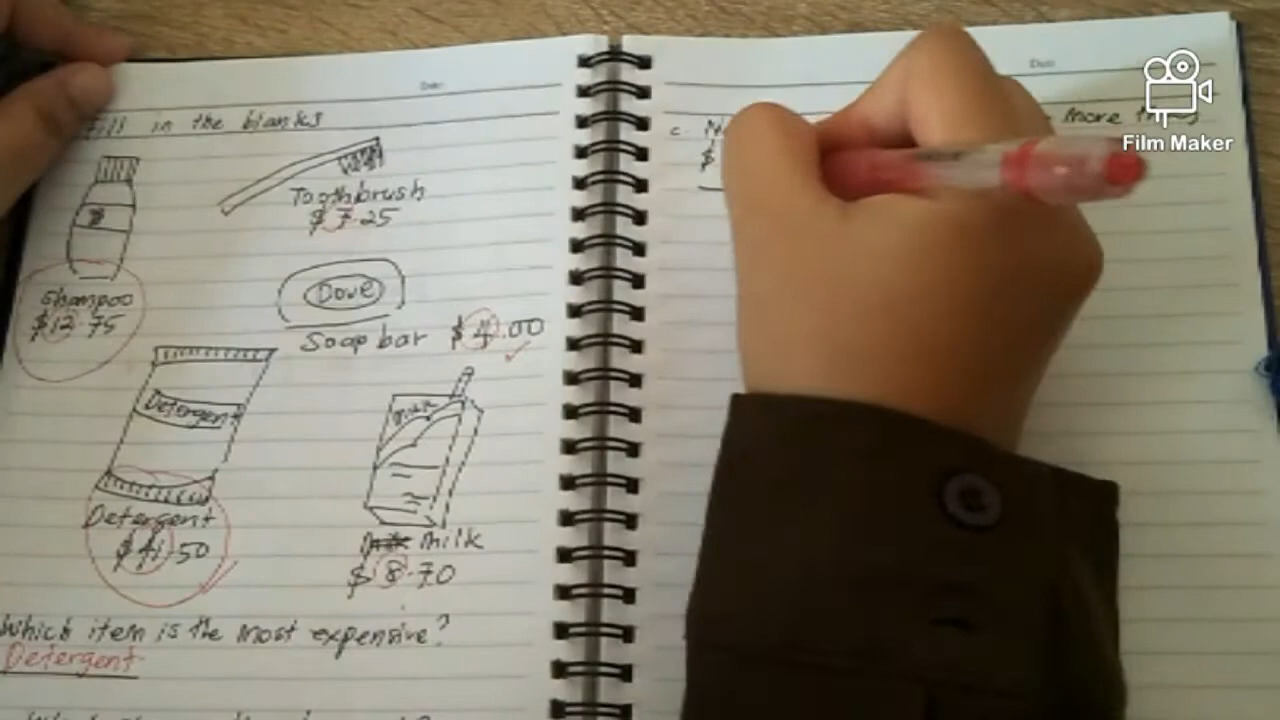 Date:
Fill in the blanks
Toothbrush
$7.25
Dove
Shampoo
$12.75
Soap bar $4.00
Detergent
milk
Detergent
$41.50
milk
$8.70
Which item is the most expensive?
Detergent
Date:
c.
more than
$
Film Maker